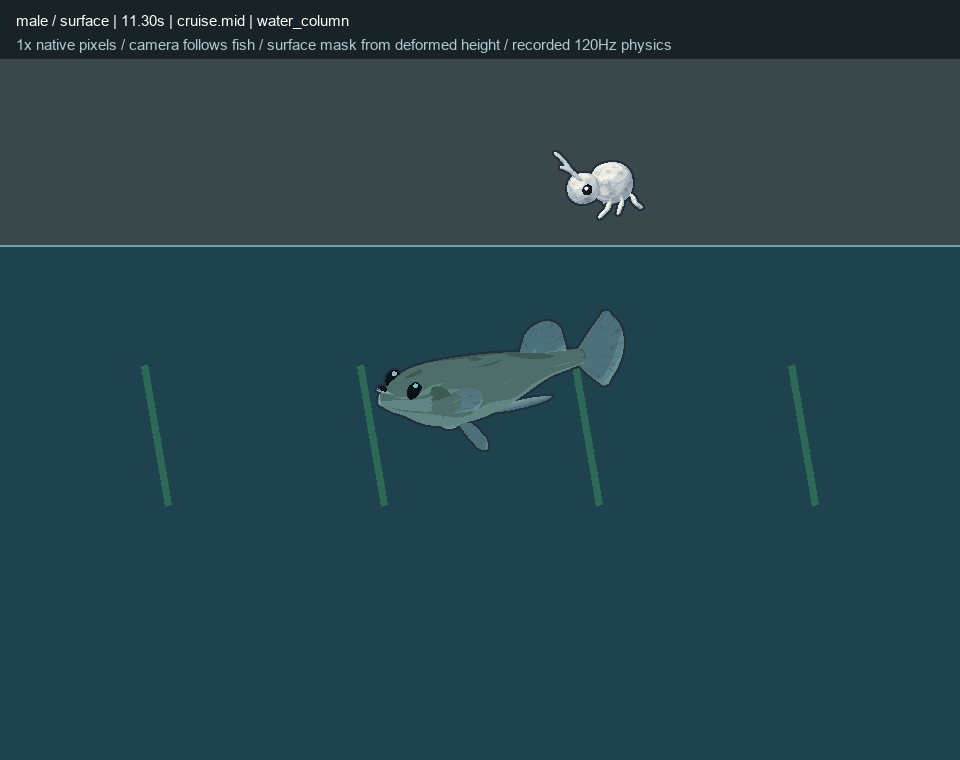 male / surface | 11.30s | cruise.mid | water_column
1x native pixels / camera follows fish / surface mask from deformed height / recorded 120Hz physics